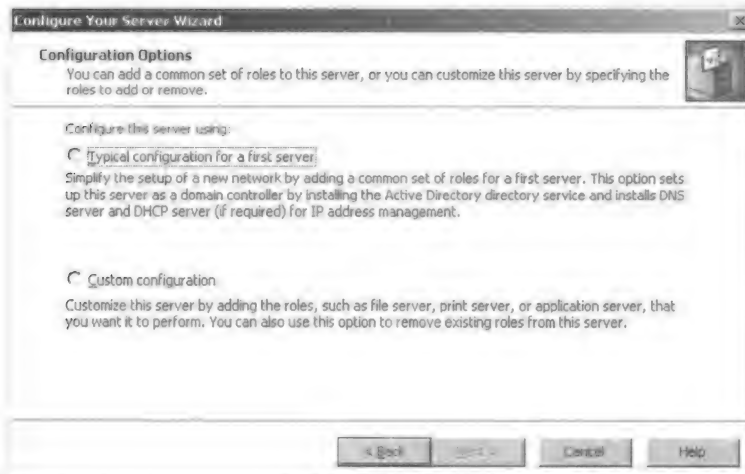 Configure Your Server Wizard
Configuration Options
You can add a common set of roles to this server, or you can customize this server by specifying the
roles to add or remove.
Configure this server using:
Typical configuration for a first server
Simplify the setup of a new network by adding a common set of roles for a first server. This option sets
up this server as a domain controller by installing the Active Directory directory service and installs DNS
server and DHCP server (if required) for IP address management.
Custom configuration
Customize this server by adding the roles, such as file server, print server, or application server, that
you want it to perform. You can also use this option to remove existing roles from this server.
< Back
Next >
Cancel
Help